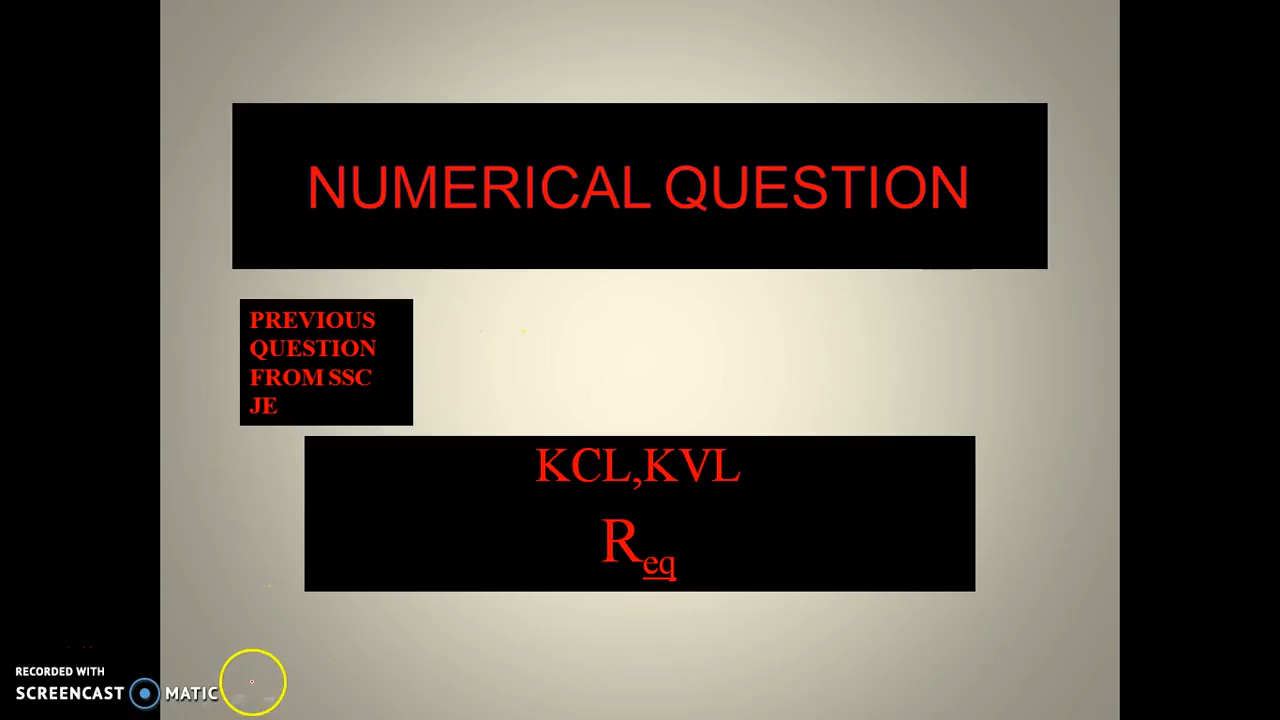 NUMERICAL QUESTION
PREVIOUS
QUESTION
FROM SSC
JE
KCL,KVL
Req
RECORDED WITH
SCREENCAST MATIC